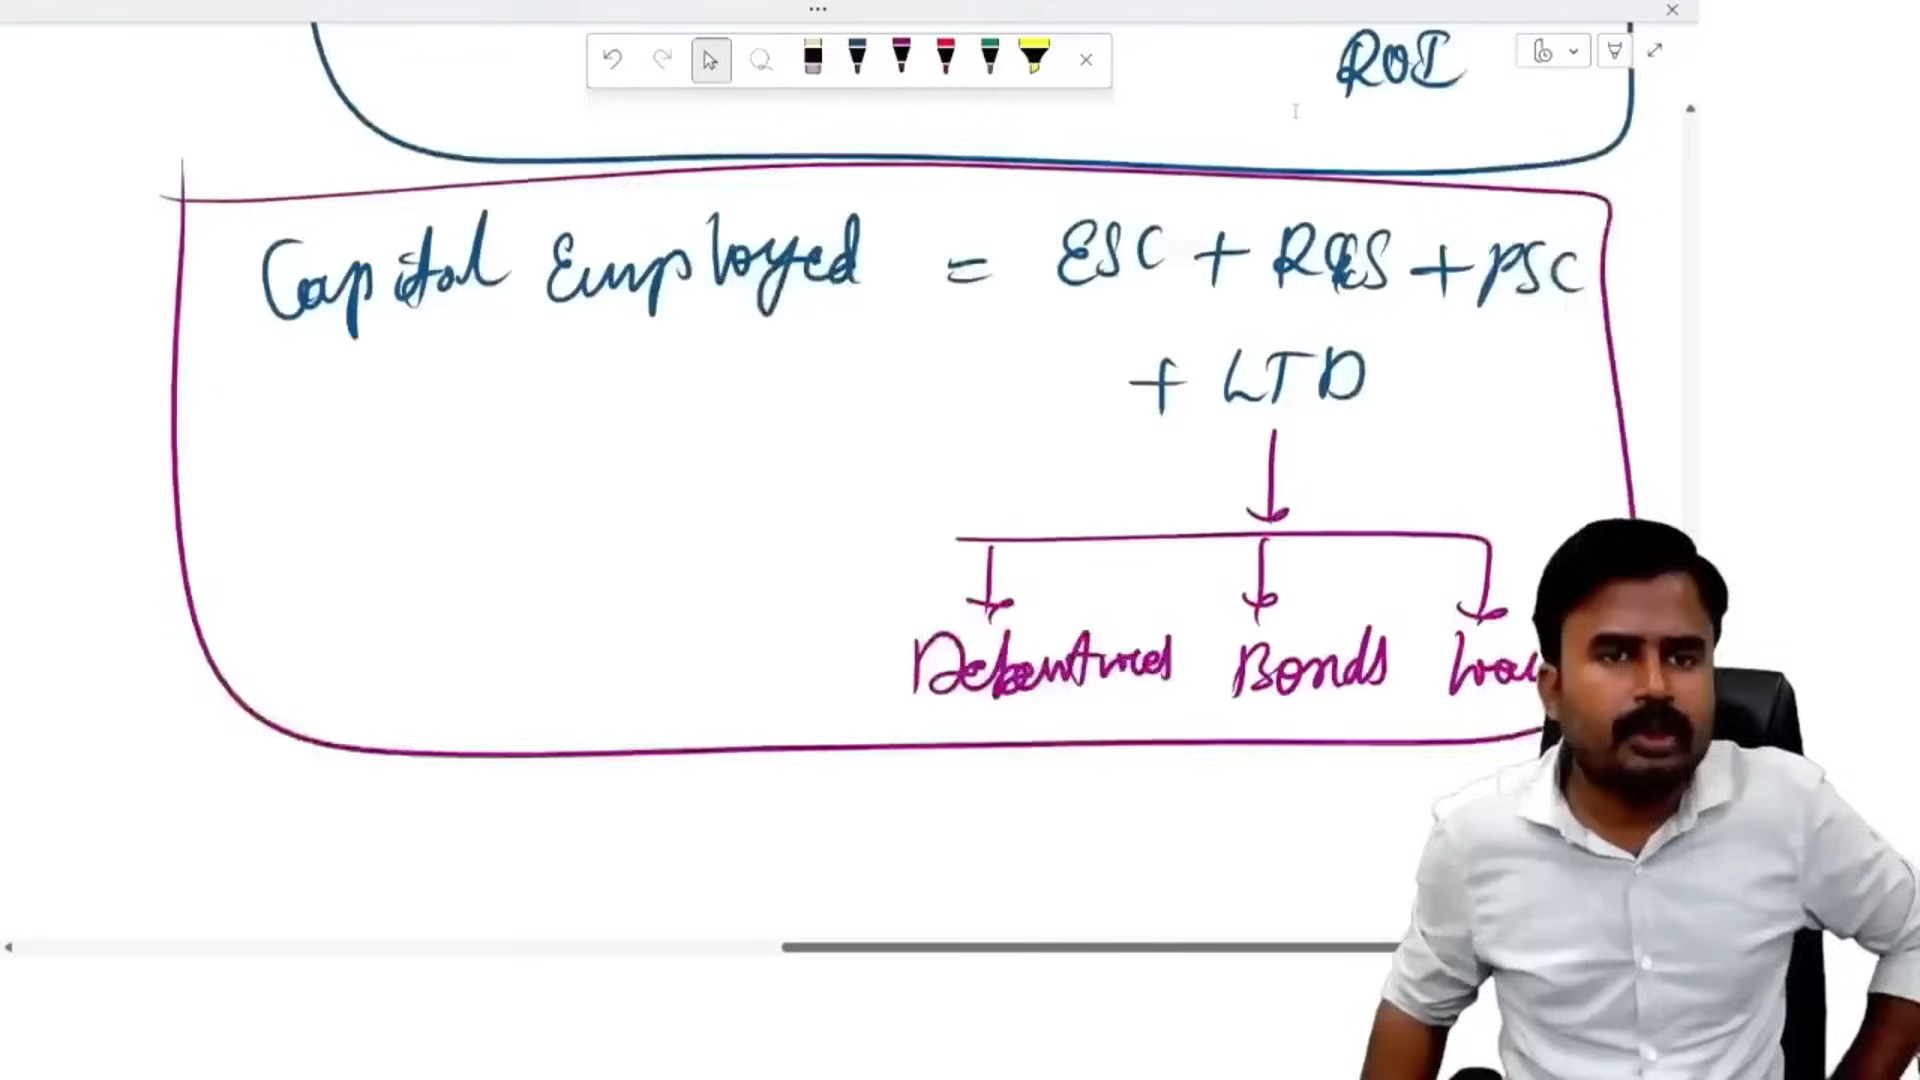 ROI
Capital Employed = ESC + R&S + PSC
+ LTD
Debentures Bonds